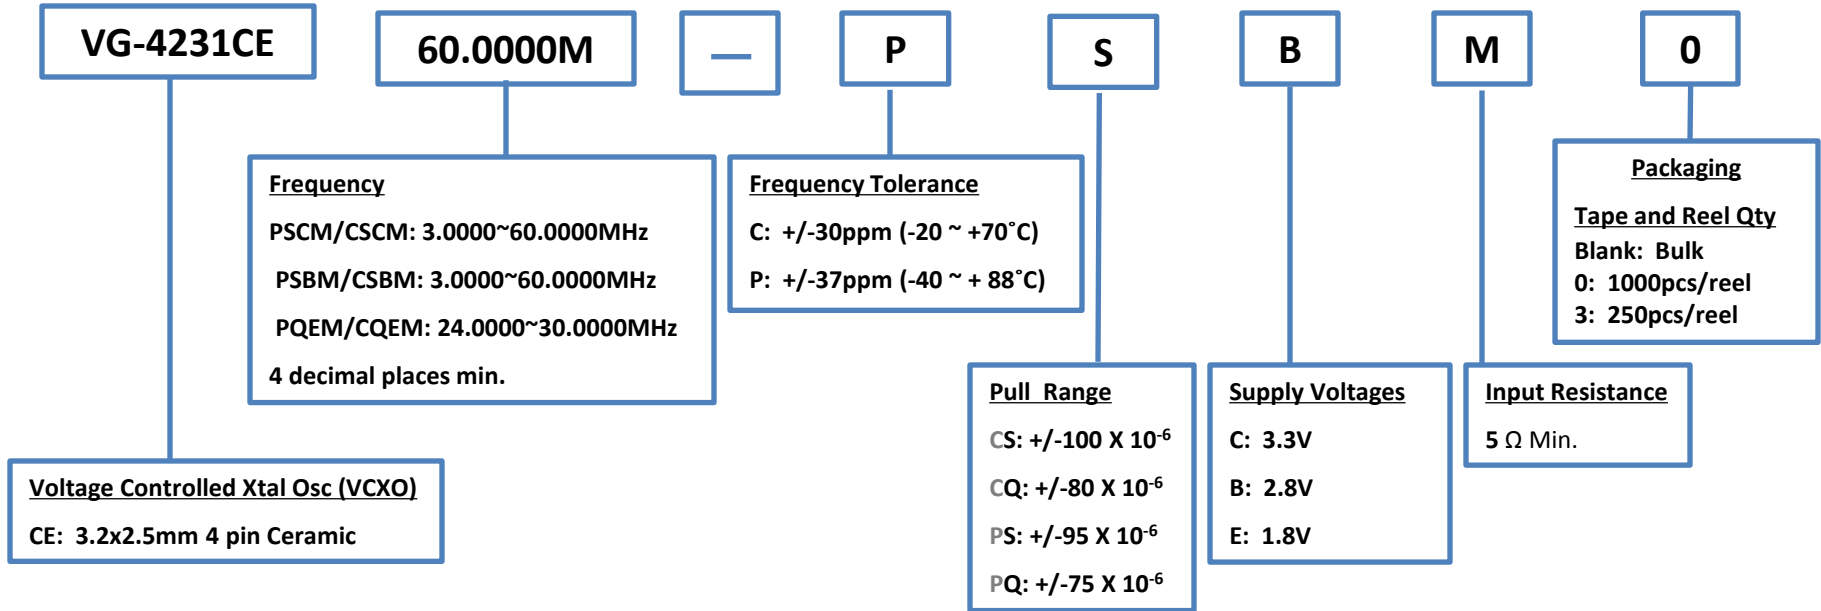 VG-4231CE
60.0000M
—
P
S
B
M
0
Frequency
PSCM/CSCM: 3.0000~60.0000MHz
PSBM/CSBM: 3.0000~60.0000MHz
PQEM/CQEM: 24.0000~30.0000MHz
4 decimal places min.
Frequency Tolerance
C: +/-30ppm (-20 ~ +70˚C)
P: +/-37ppm (-40 ~ + 88˚C)
Packaging
Tape and Reel Qty
Blank: Bulk
0: 1000pcs/reel
3: 250pcs/reel
Pull Range
CS: +/-100 X 10⁻⁶
CQ: +/-80 X 10⁻⁶
PS: +/-95 X 10⁻⁶
PQ: +/-75 X 10⁻⁶
Supply Voltages
C: 3.3V
B: 2.8V
E: 1.8V
Input Resistance
5 Ω Min.
Voltage Controlled Xtal Osc (VCXO)
CE: 3.2x2.5mm 4 pin Ceramic